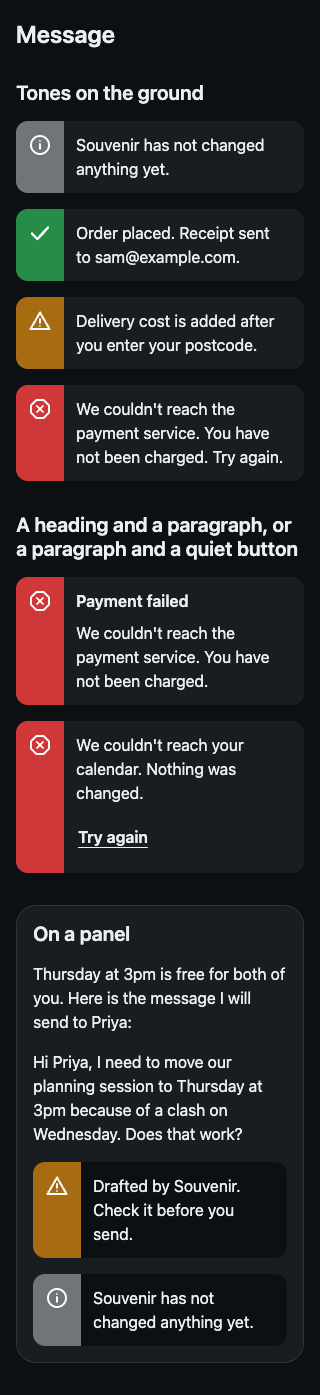 Message
Tones on the ground
Souvenir has not changed
anything yet.
Order placed. Receipt sent
to sam@example.com.
Delivery cost is added after
you enter your postcode.
We couldn't reach the
payment service. You have
not been charged. Try again.
A heading and a paragraph, or
a paragraph and a quiet button
Payment failed
We couldn't reach the
payment service. You have
not been charged.
We couldn't reach your
calendar. Nothing was
changed.
Try again
On a panel
Thursday at 3pm is free for both of
you. Here is the message I will
send to Priya:
Hi Priya, I need to move our
planning session to Thursday at
3pm because of a clash on
Wednesday. Does that work?
Drafted by Souvenir.
Check it before you
send.
Souvenir has not
changed anything yet.